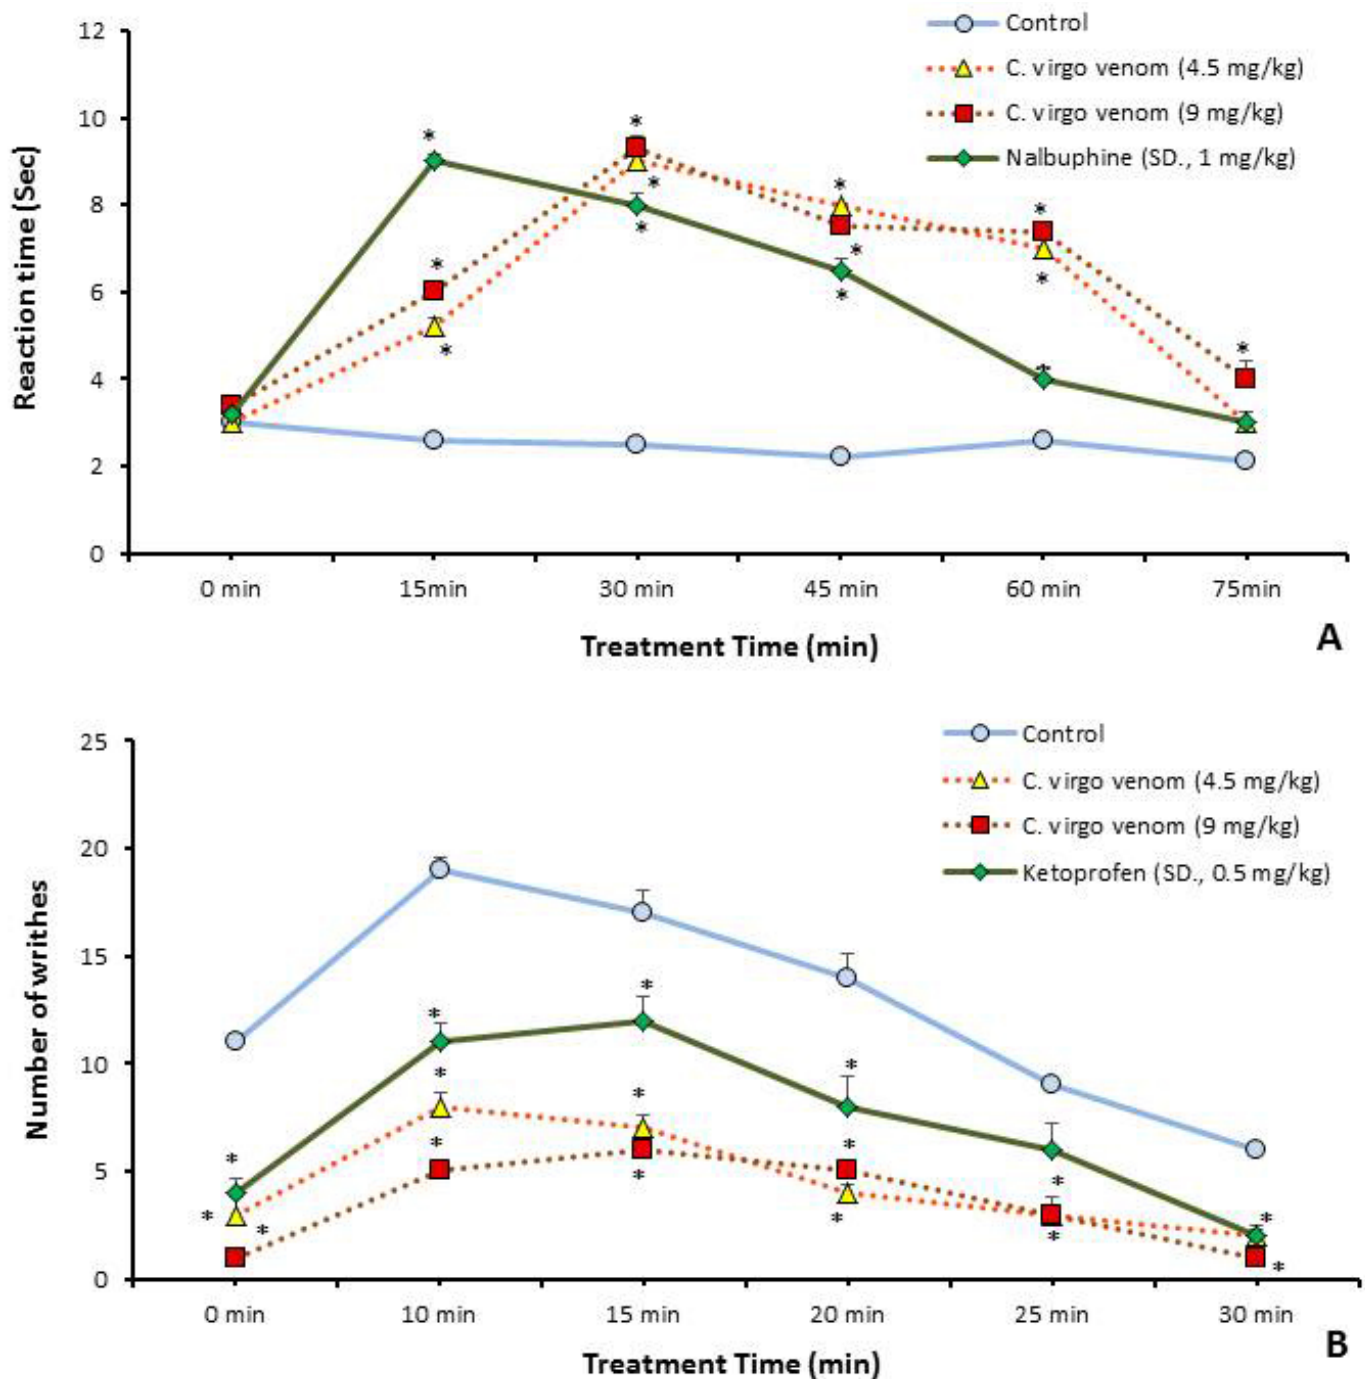 Control
C. virgo venom (4.5 mg/kg)
C. virgo venom (9 mg/kg)
Nalbuphine (SD., 1 mg/kg)
12
10
8
6
4
2
0
Reaction time (Sec)
* * * * * * * * * * * * *
0 min 15min 30 min 45 min 60 min 75min
Treatment Time (min)
A
Control
C. virgo venom (4.5 mg/kg)
C. virgo venom (9 mg/kg)
Ketoprofen (SD., 0.5 mg/kg)
25
20
15
10
5
0
Number of writhes
* * * * * * * * * * * * * * * *
0 min 10 min 15 min 20 min 25 min 30 min
Treatment Time (min)
B